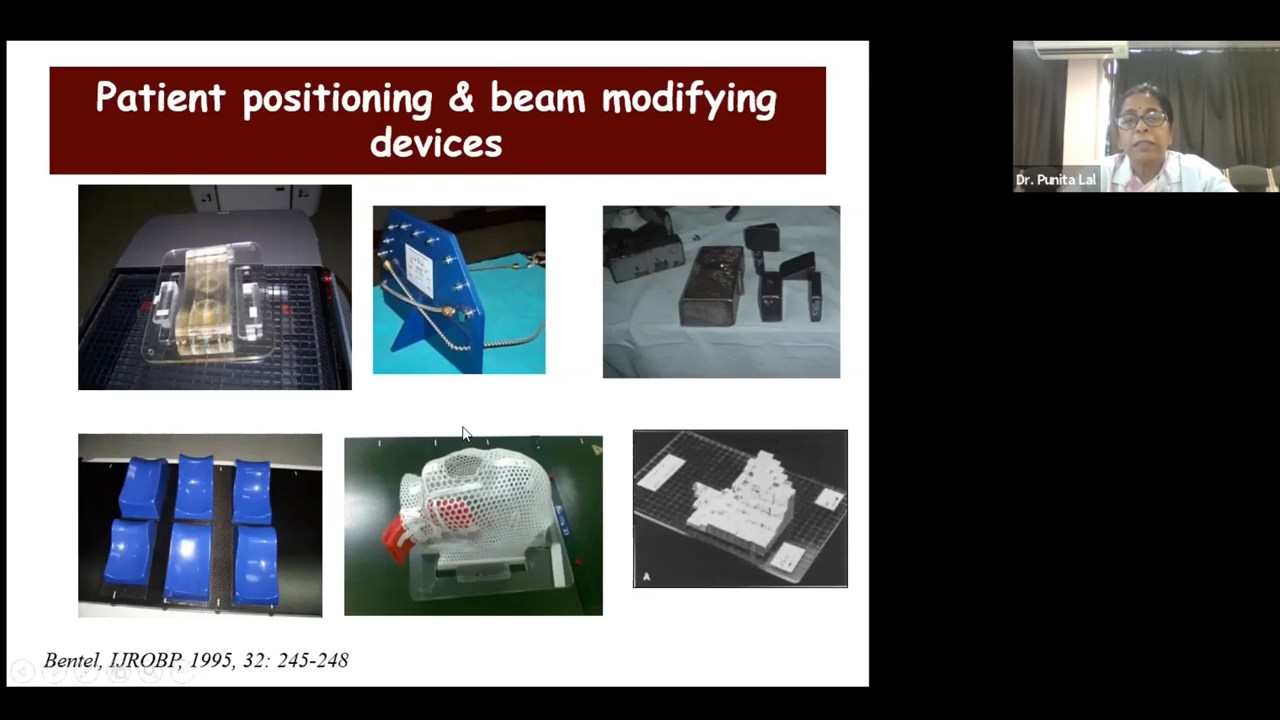 Patient positioning & beam modifying
devices
Dr. Punita Lal
A
Bentel, IJROBP, 1995, 32: 245-248